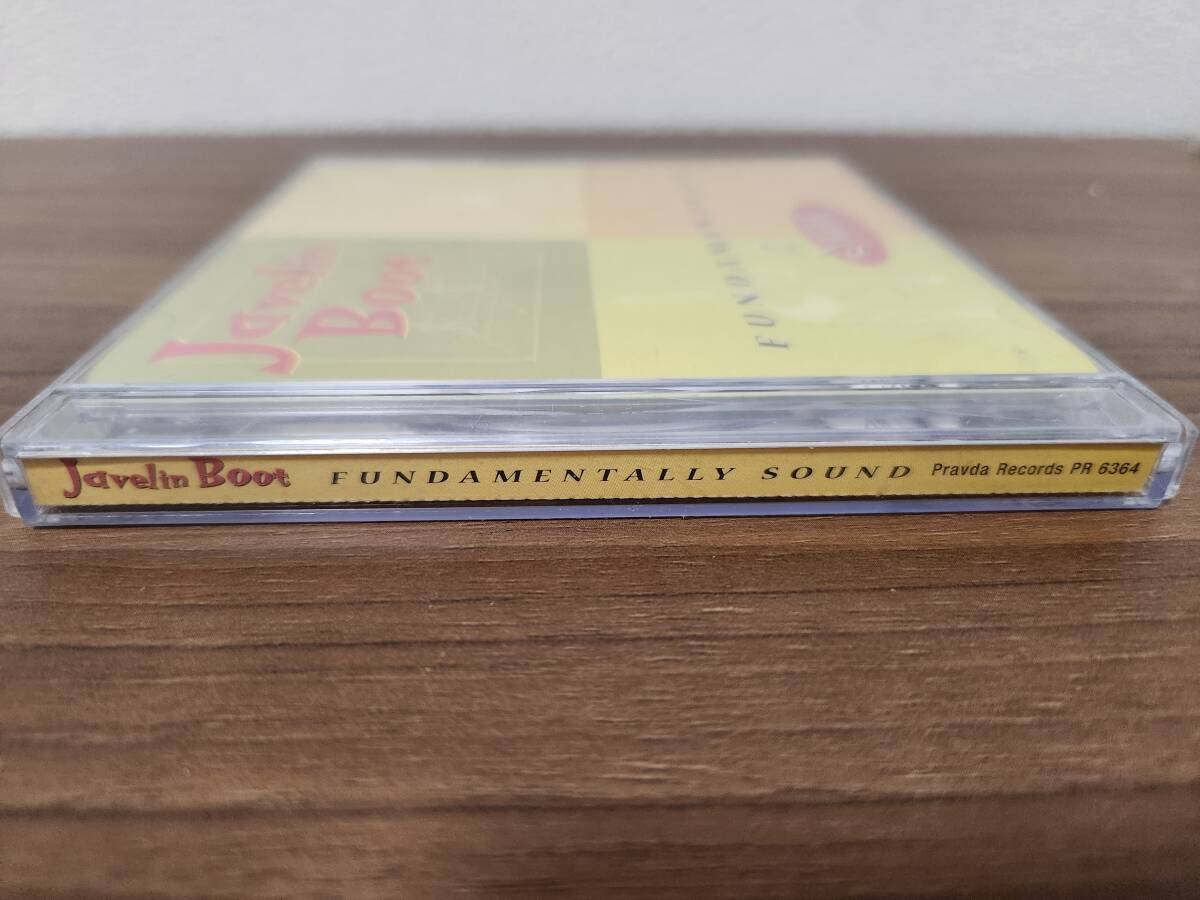 Javelin
Boot
FUNDAMENTALLY
Javelin Boot FUNDAMENTALLY SOUND Pravda Records PR 6364